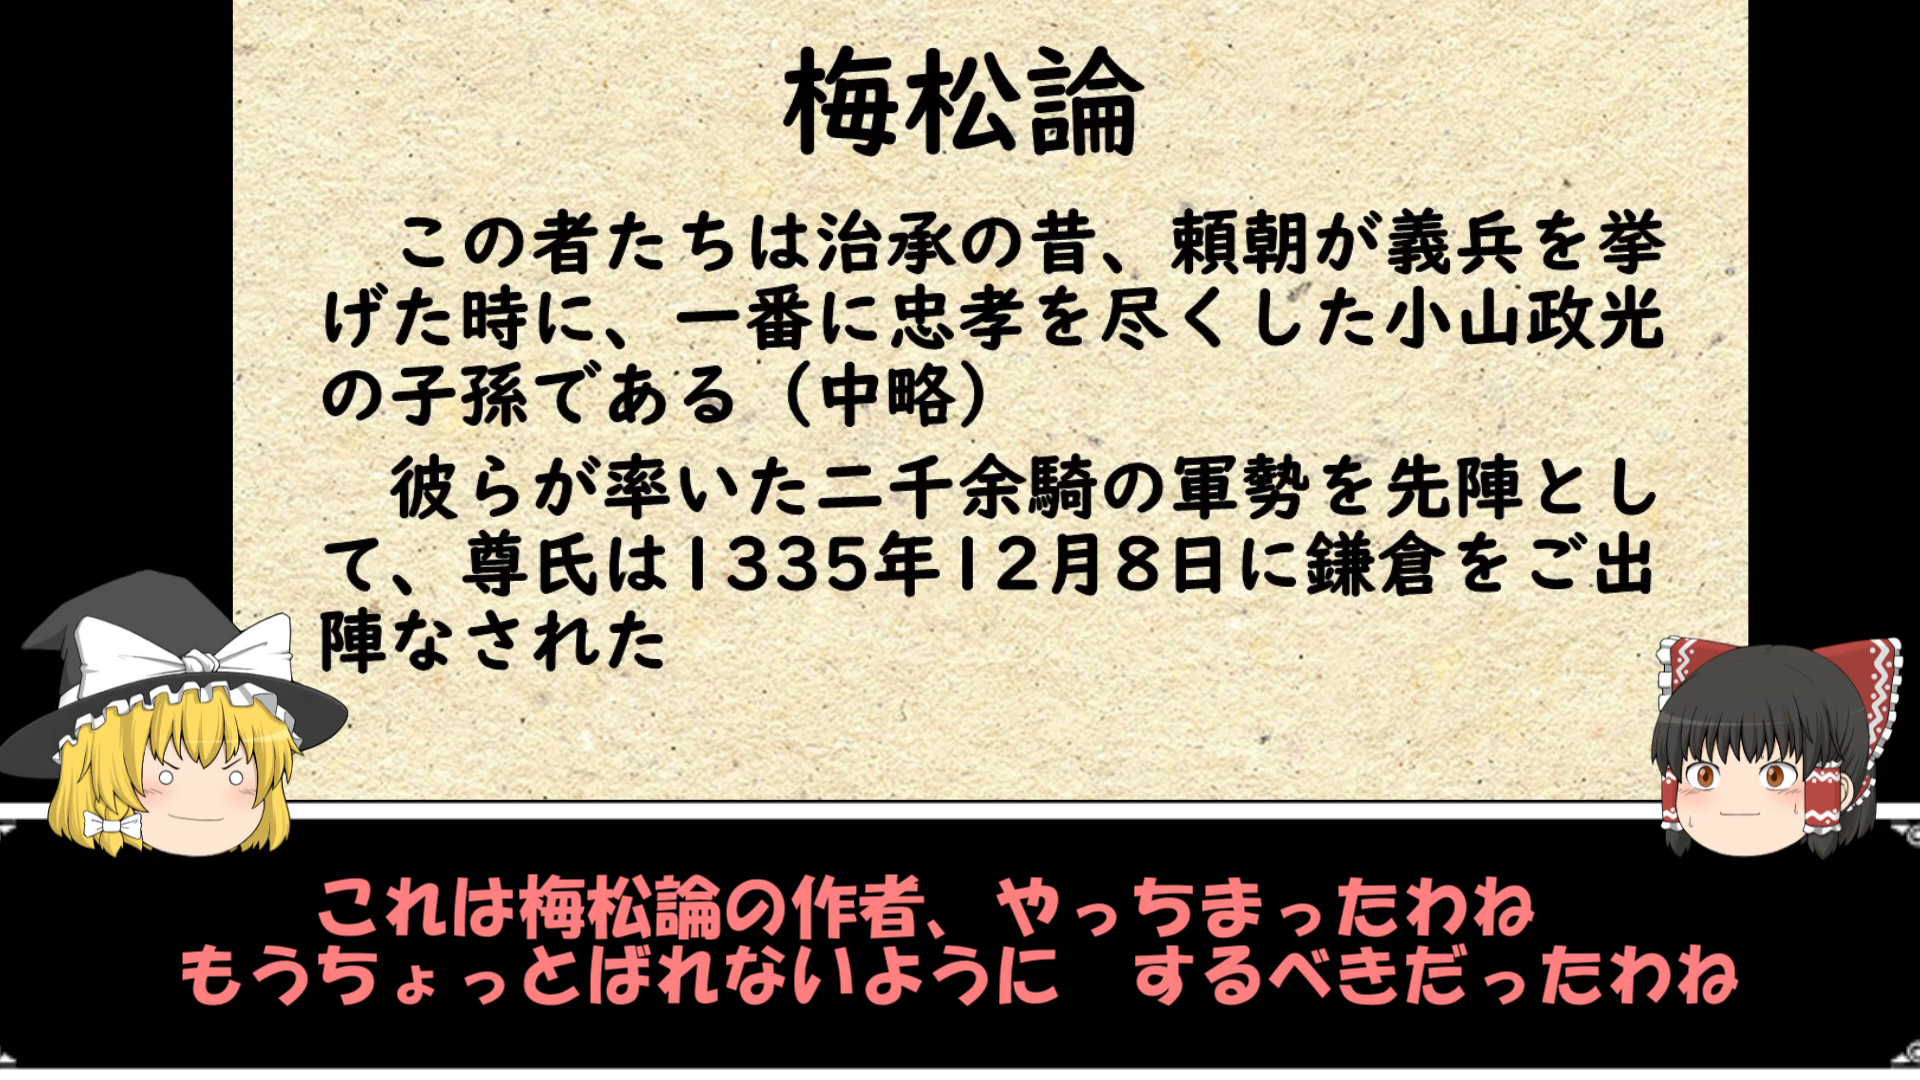 梅松論
この者たちは治承の昔、頼朝が義兵を挙
げた時に、一番に忠孝を尽くした小山政光
の子孫である（中略）
彼らが率いた二千余騎の軍勢を先陣とし
て、尊氏は1335年12月8日に鎌倉をご出
陣なされた
これは梅松論の作者、やっちまったわね
もうちょっとばれないように　するべきだったわね